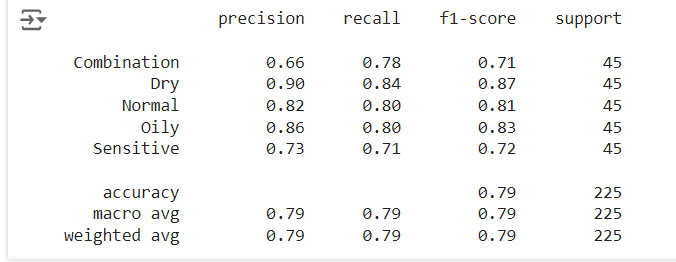 precision recall f1-score support
Combination 0.66 0.78 0.71 45
Dry 0.90 0.84 0.87 45
Normal 0.82 0.80 0.81 45
Oily 0.86 0.80 0.83 45
Sensitive 0.73 0.71 0.72 45
accuracy 0.79 225
macro avg 0.79 0.79 0.79 225
weighted avg 0.79 0.79 0.79 225